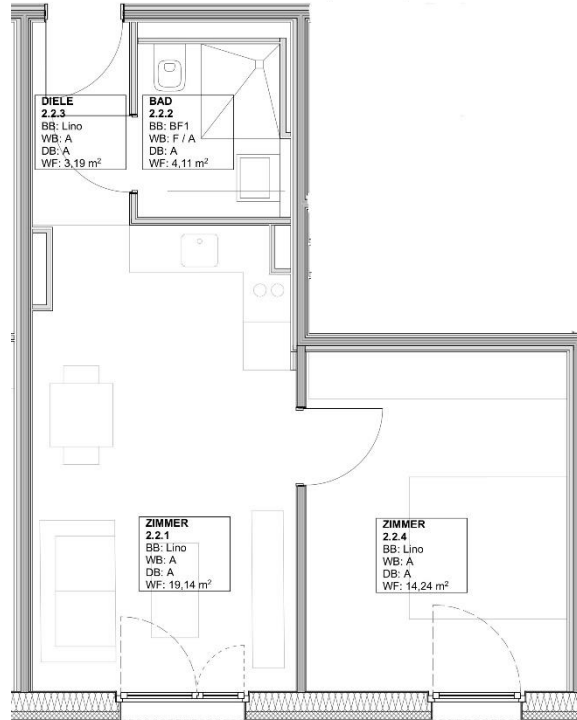 DIELE
2.2.3
BB: Lino
WB: A
DB: A
WF: 3,19 m²
BAD
2.2.2
BB: BF1
WB: F / A
DB: A
WF: 4,11 m²
ZIMMER
2.2.1
BB: Lino
WB: A
DB: A
WF: 19,14 m²
ZIMMER
2.2.4
BB: Lino
WB: A
DB: A
WF: 14,24 m²